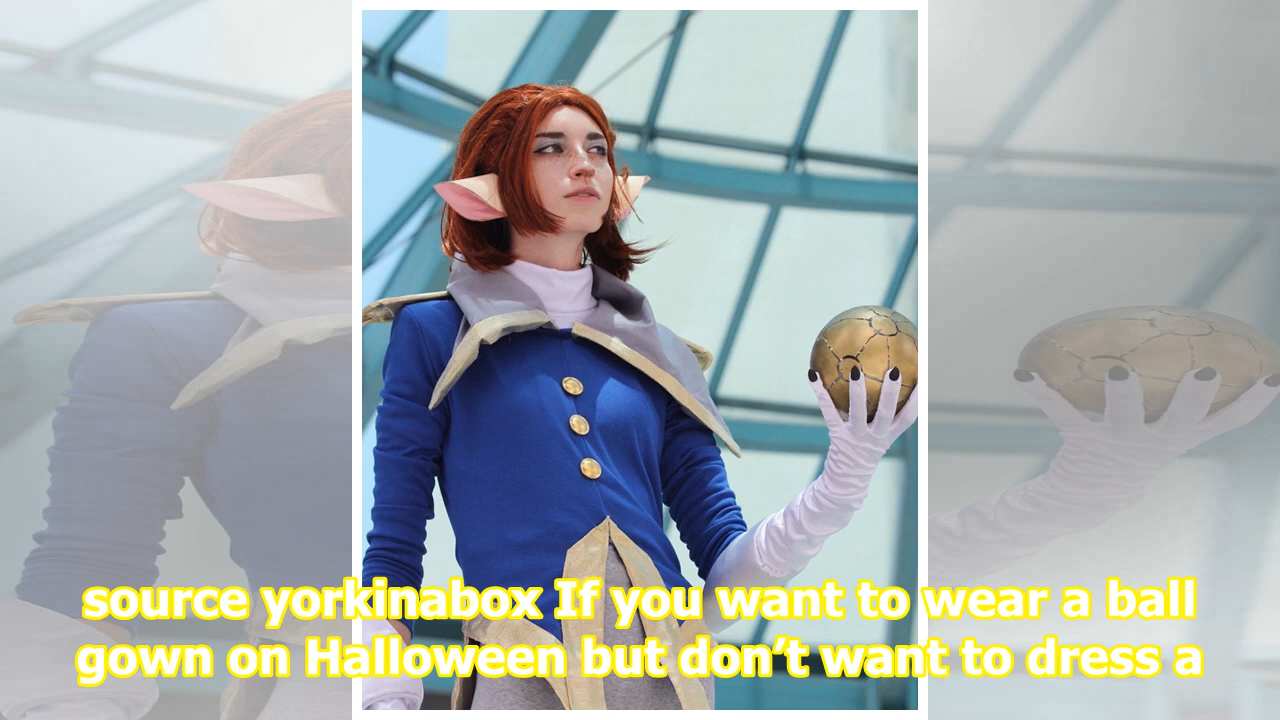 source yorkinabox If you want to wear a ball
gown on Halloween but don’t want to dress a